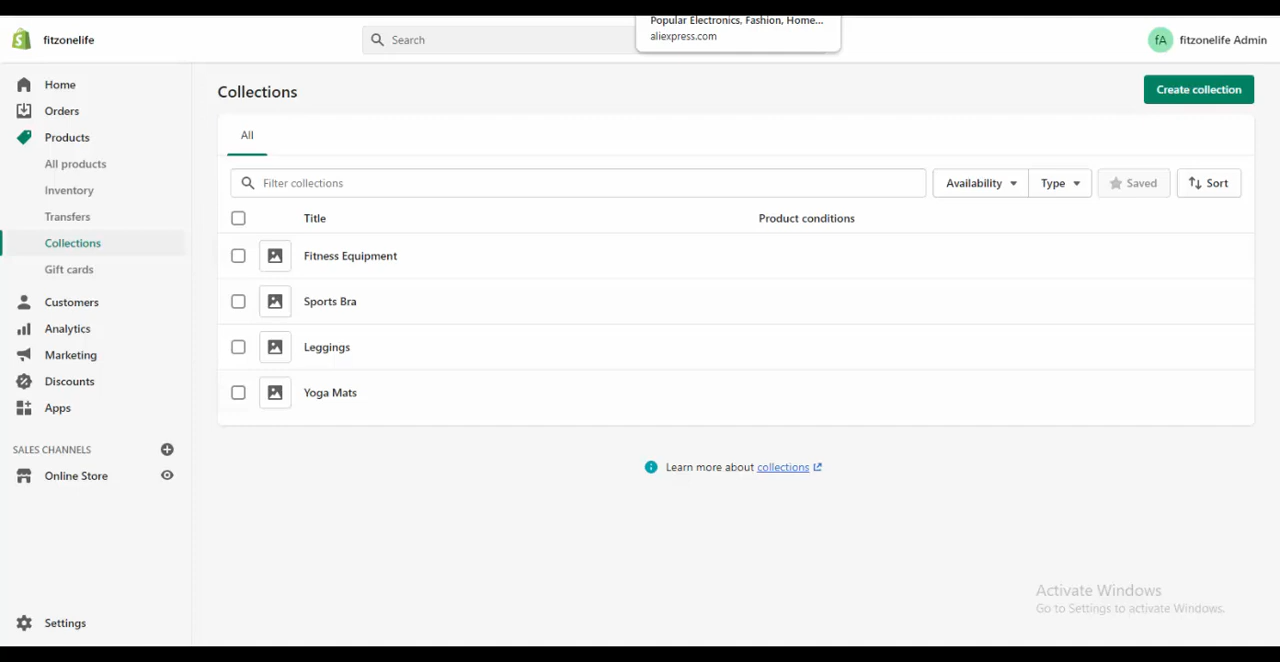 fitzonelife
Search
Popular Electronics, Fashion, Home...
aliexpress.com
fA fitzonelife Admin
Home
Orders
Products
All products
Inventory
Transfers
Collections
Gift cards
Customers
Analytics
Marketing
Discounts
Apps
SALES CHANNELS
Online Store
Settings
Collections
Create collection
All
Filter collections
Availability
Type
Saved
Sort
Title Product conditions
Fitness Equipment
Sports Bra
Leggings
Yoga Mats
Learn more about collections
Activate Windows
Go to Settings to activate Windows.